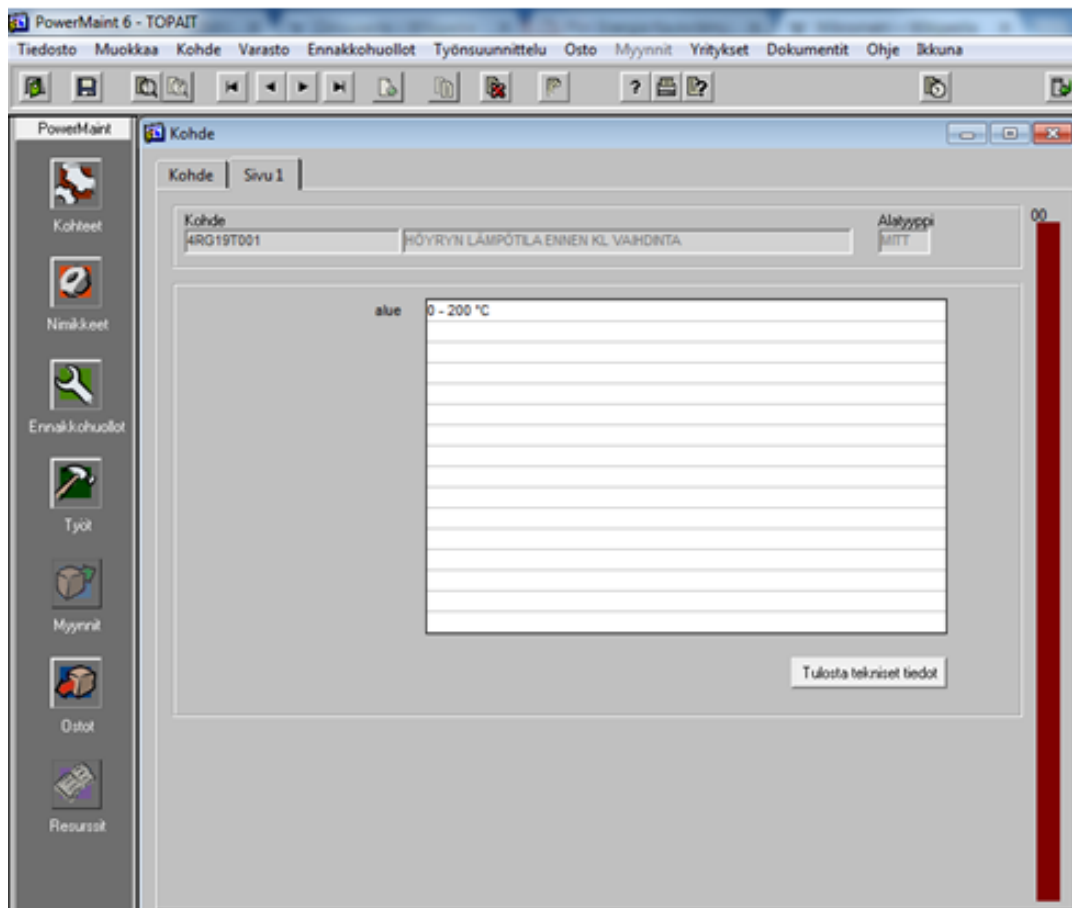 PowerMaint 6 - TOPAIT
Tiedosto Muokkaa Kohde Varasto Ennakkohuollot Työnsuunnittelu Osto Myynnit Yritykset Dokumentit Ohje Ikkuna
PowerMaint
Kohteet
Nimikkeet
Ennakkohuollot
Työt
Myynnit
Ostot
Resurssit
Kohde
Kohde Sivu 1
Kohde Alatyyppi 00
4RG19T001 HÖYRYN LÄMPÖTILA ENNEN KL VAIHDINTA MITT
alue 0 - 200 °C
Tulosta tekniset tiedot